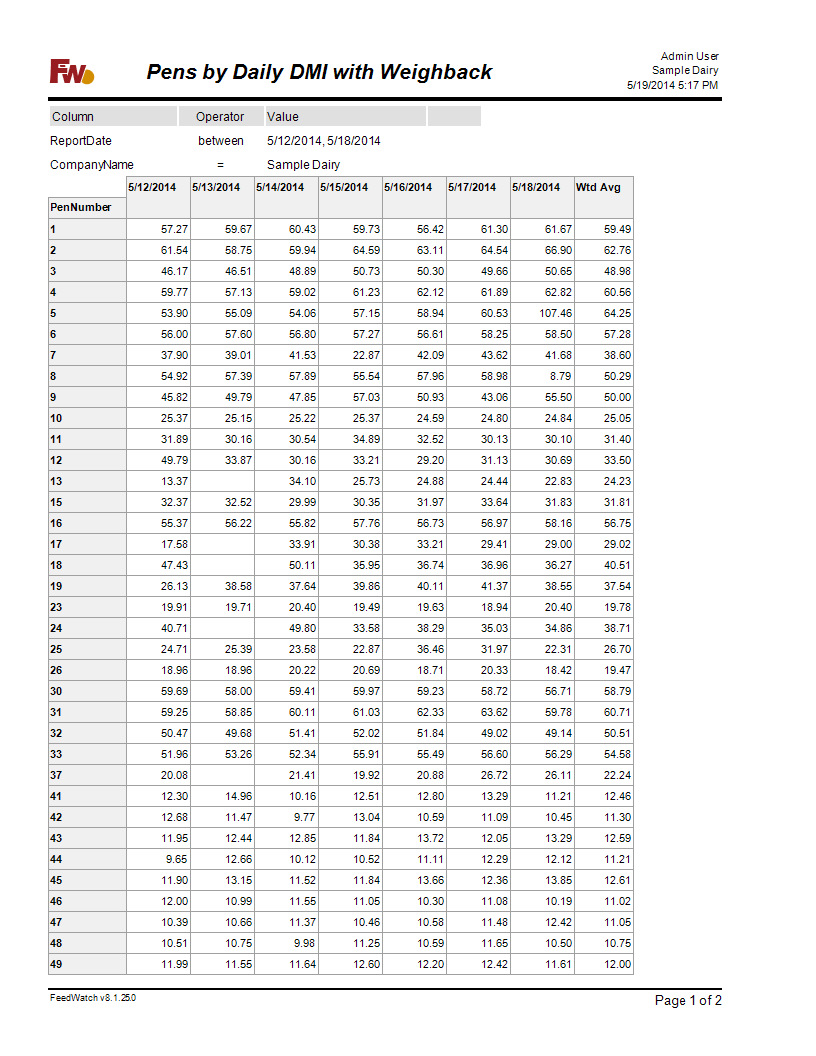 FW
Pens by Daily DMI with Weighback
Admin User
Sample Dairy
5/19/2014 5:17 PM
Column Operator Value
ReportDate between 5/12/2014, 5/18/2014
CompanyName = Sample Dairy
5/12/2014 5/13/2014 5/14/2014 5/15/2014 5/16/2014 5/17/2014 5/18/2014 Wtd Avg
PenNumber
1 57.27 59.67 60.43 59.73 56.42 61.30 61.67 59.49
2 61.54 58.75 59.94 64.59 63.11 64.54 66.90 62.76
3 46.17 46.51 48.89 50.73 50.30 49.66 50.65 48.98
4 59.77 57.13 59.02 61.23 62.12 61.89 62.82 60.56
5 53.90 55.09 54.06 57.15 58.94 60.53 107.46 64.25
6 56.00 57.60 56.80 57.27 56.61 58.25 58.50 57.28
7 37.90 39.01 41.53 22.87 42.09 43.62 41.68 38.60
8 54.92 57.39 57.89 55.54 57.96 58.98 8.79 50.29
9 45.82 49.79 47.85 57.03 50.93 43.06 55.50 50.00
10 25.37 25.15 25.22 25.37 24.59 24.80 24.84 25.05
11 31.89 30.16 30.54 34.89 32.52 30.13 30.10 31.40
12 49.79 33.87 30.16 33.21 29.20 31.13 30.69 33.50
13 13.37 34.10 25.73 24.88 24.44 22.83 24.23
15 32.37 32.52 29.99 30.35 31.97 33.64 31.83 31.81
16 55.37 56.22 55.82 57.76 56.73 56.97 58.16 56.75
17 17.58 33.91 30.38 33.21 29.41 29.00 29.02
18 47.43 50.11 35.95 36.74 36.96 36.27 40.51
19 26.13 38.58 37.64 39.86 40.11 41.37 38.55 37.54
23 19.91 19.71 20.40 19.49 19.63 18.94 20.40 19.78
24 40.71 49.80 33.58 38.29 35.03 34.86 38.71
25 24.71 25.39 23.58 22.87 36.46 31.97 22.31 26.70
26 18.96 18.96 20.22 20.69 18.71 20.33 18.42 19.47
30 59.69 58.00 59.41 59.97 59.23 58.72 56.71 58.79
31 59.25 58.85 60.11 61.03 62.33 63.62 59.78 60.71
32 50.47 49.68 51.41 52.02 51.84 49.02 49.14 50.51
33 51.96 53.26 52.34 55.91 55.49 56.60 56.29 54.58
37 20.08 21.41 19.92 20.88 26.72 26.11 22.24
41 12.30 14.96 10.16 12.51 12.80 13.29 11.21 12.46
42 12.68 11.47 9.77 13.04 10.59 11.09 10.45 11.30
43 11.95 12.44 12.85 11.84 13.72 12.05 13.29 12.59
44 9.65 12.66 10.12 10.52 11.11 12.29 12.12 11.21
45 11.90 13.15 11.52 11.84 13.66 12.36 13.85 12.61
46 12.00 10.99 11.55 11.05 10.30 11.08 10.19 11.02
47 10.39 10.66 11.37 10.46 10.58 11.48 12.42 11.05
48 10.51 10.75 9.98 11.25 10.59 11.65 10.50 10.75
49 11.99 11.55 11.64 12.60 12.20 12.42 11.61 12.00
FeedWatch v8.1.25.0
Page 1 of 2